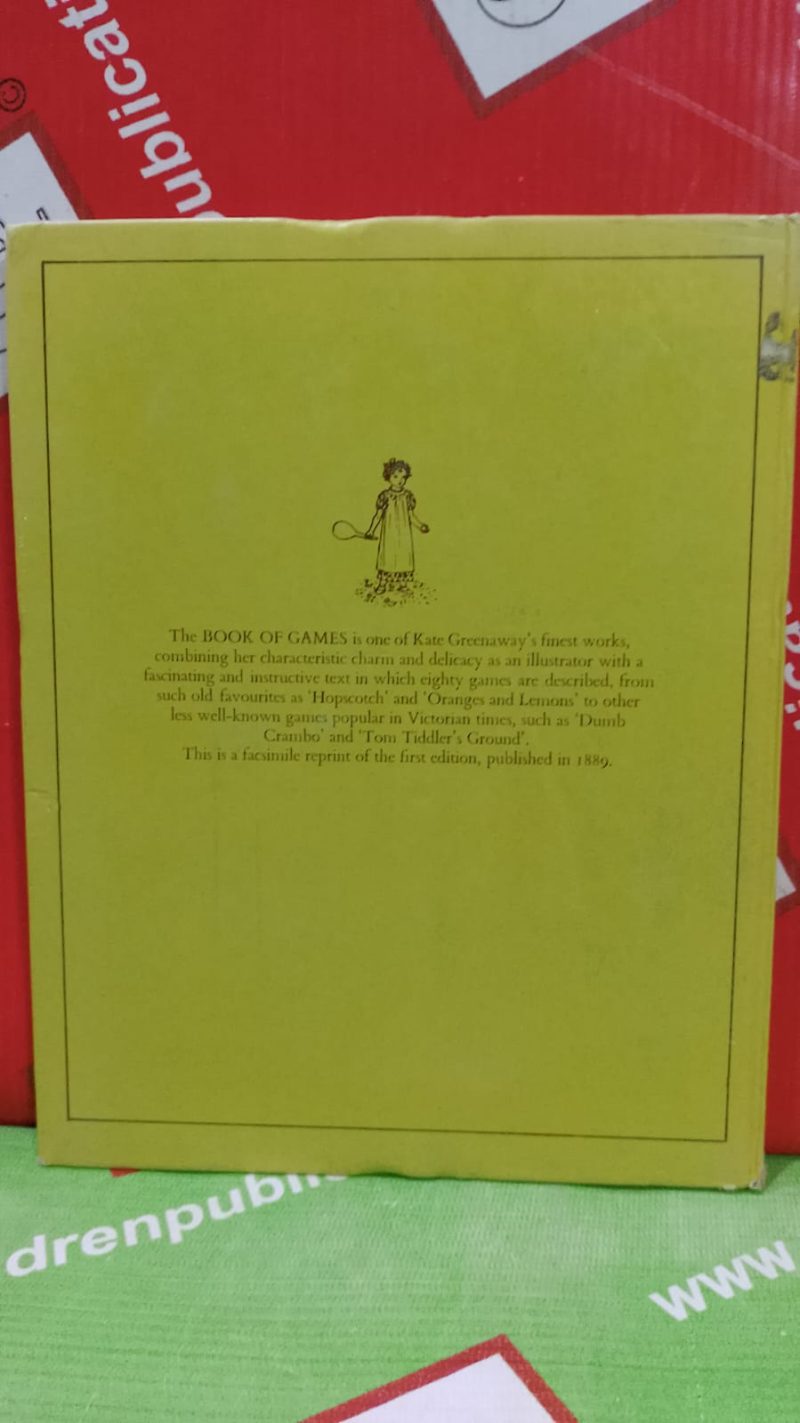 ublicati
©
The BOOK OF GAMES is one of Kate Greenaway's finest works,
combining her characteristic charm and delicacy as an illustrator with a
fascinating and instructive text in which eighty games are described, from
such old favourites as 'Hopscotch' and 'Oranges and Lemons' to other
less well-known games popular in Victorian times, such as 'Dumb
Crambo' and 'Tom Tiddler's Ground'.
This is a facsimile reprint of the first edition, published in 1889.
drenpubli
www